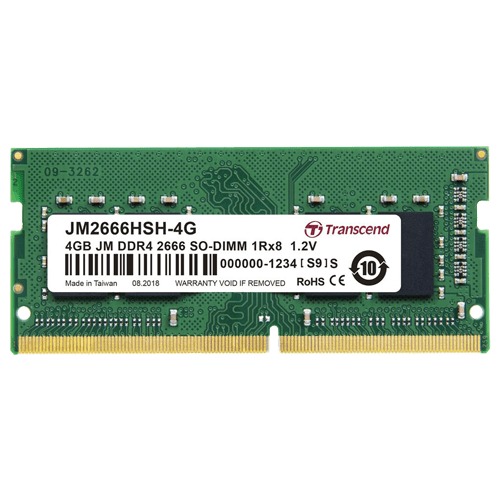 09-3262
JM2666HSH-4G
Transcend
4GB JM DDR4 2666 SO-DIMM 1Rx8 1.2V
000000-1234 [S9]S
Made in Taiwan 08.2018 WARRANTY VOID IF REMOVED RoHS CE
10